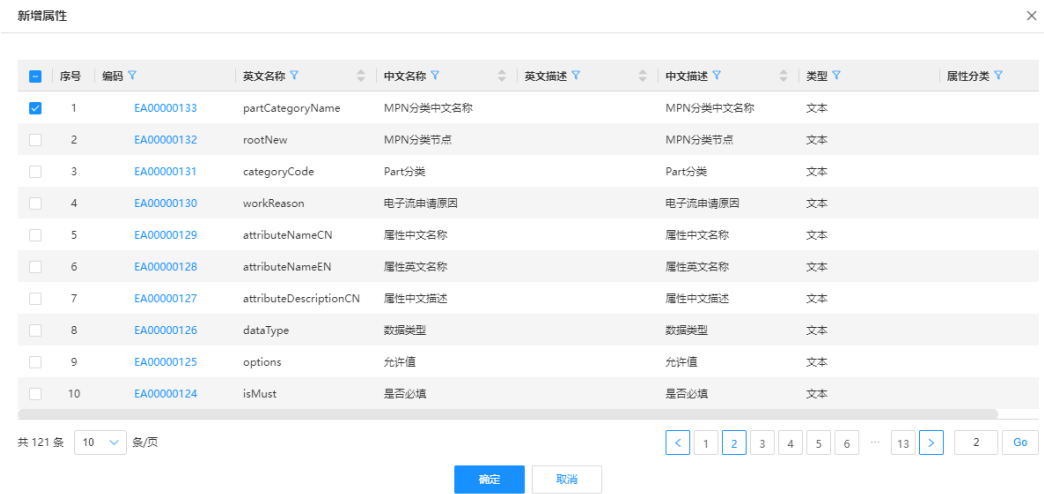 新增属性
序号 编码 英文名称 中文名称 英文描述 中文描述 类型 属性分类
1 EA00000133 partCategoryName MPN分类中文名称 MPN分类中文名称 文本
2 EA00000132 rootNew MPN分类节点 MPN分类节点 文本
3 EA00000131 categoryCode Part分类 Part分类 文本
4 EA00000130 workReason 电子流申请原因 电子流申请原因 文本
5 EA00000129 attributeNameCN 属性中文名称 属性中文名称 文本
6 EA00000128 attributeNameEN 属性英文名称 属性英文名称 文本
7 EA00000127 attributeDescriptionCN 属性中文描述 属性中文描述 文本
8 EA00000126 dataType 数据类型 数据类型 文本
9 EA00000125 options 允许值 允许值 文本
10 EA00000124 isMust 是否必填 是否必填 文本
共 121 条 10 条/页 < 1 2 3 4 5 6 ··· 13 > 2 Go
确定 取消